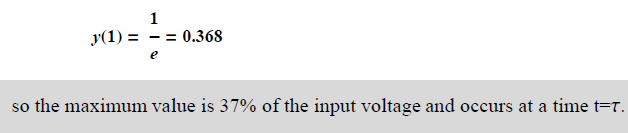 y(1) = 1/e = 0.368
so the maximum value is 37% of the input voltage and occurs at a time t=τ.